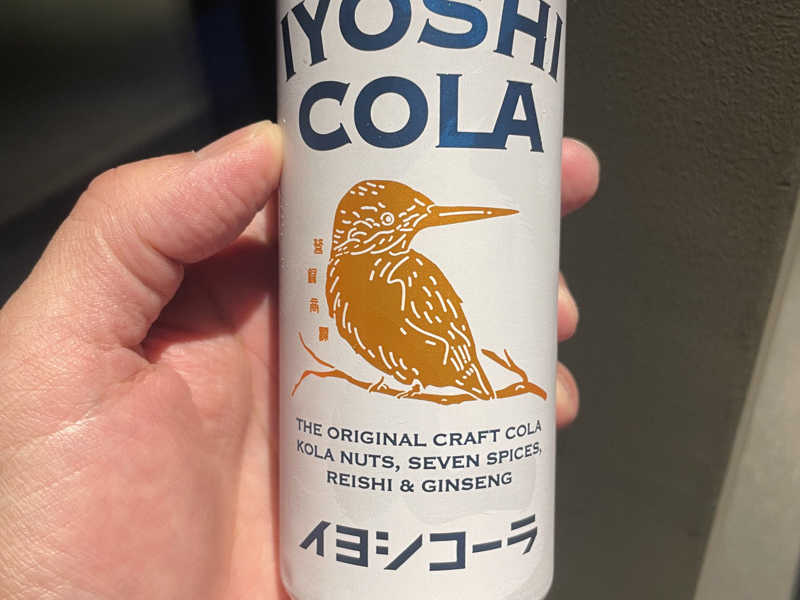 IYOSHI
COLA
THE ORIGINAL CRAFT COLA
KOLA NUTS, SEVEN SPICES,
REISHI & GINSENG
イヨシコーラ